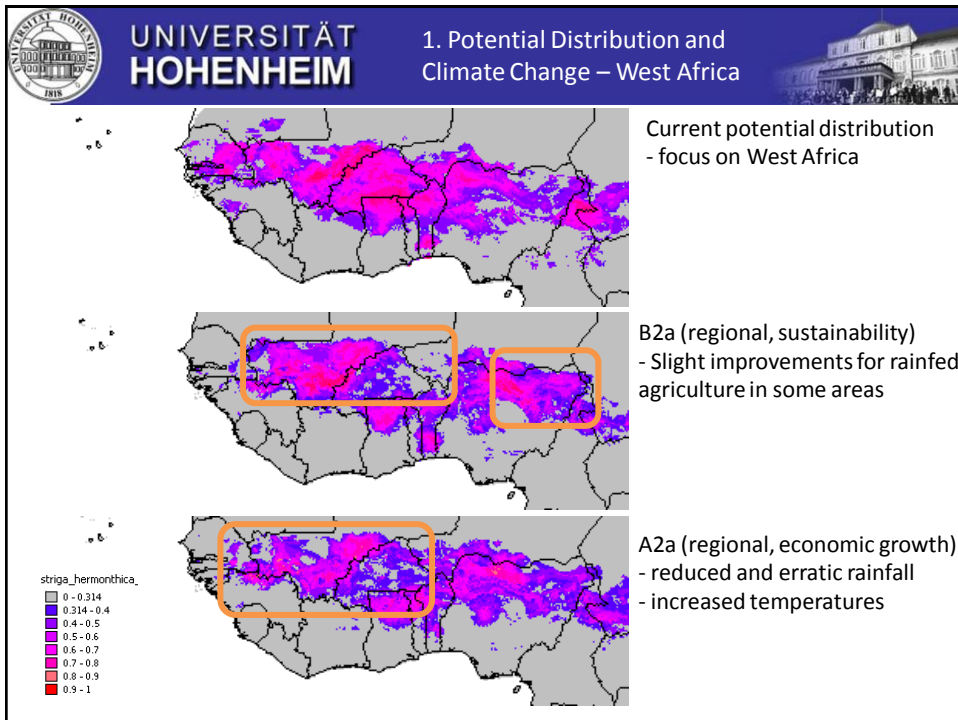 UNIVERSITÄT
HOHENHEIM
1. Potential Distribution and
Climate Change – West Africa
UNIVERSITÄT HOHENHEIM
1818
Current potential distribution
- focus on West Africa
B2a (regional, sustainability)
- Slight improvements for rainfed
agriculture in some areas
A2a (regional, economic growth)
- reduced and erratic rainfall
- increased temperatures
striga_hermonthica_
0 - 0.314
0.314 - 0.4
0.4 - 0.5
0.5 - 0.6
0.6 - 0.7
0.7 - 0.8
0.8 - 0.9
0.9 - 1